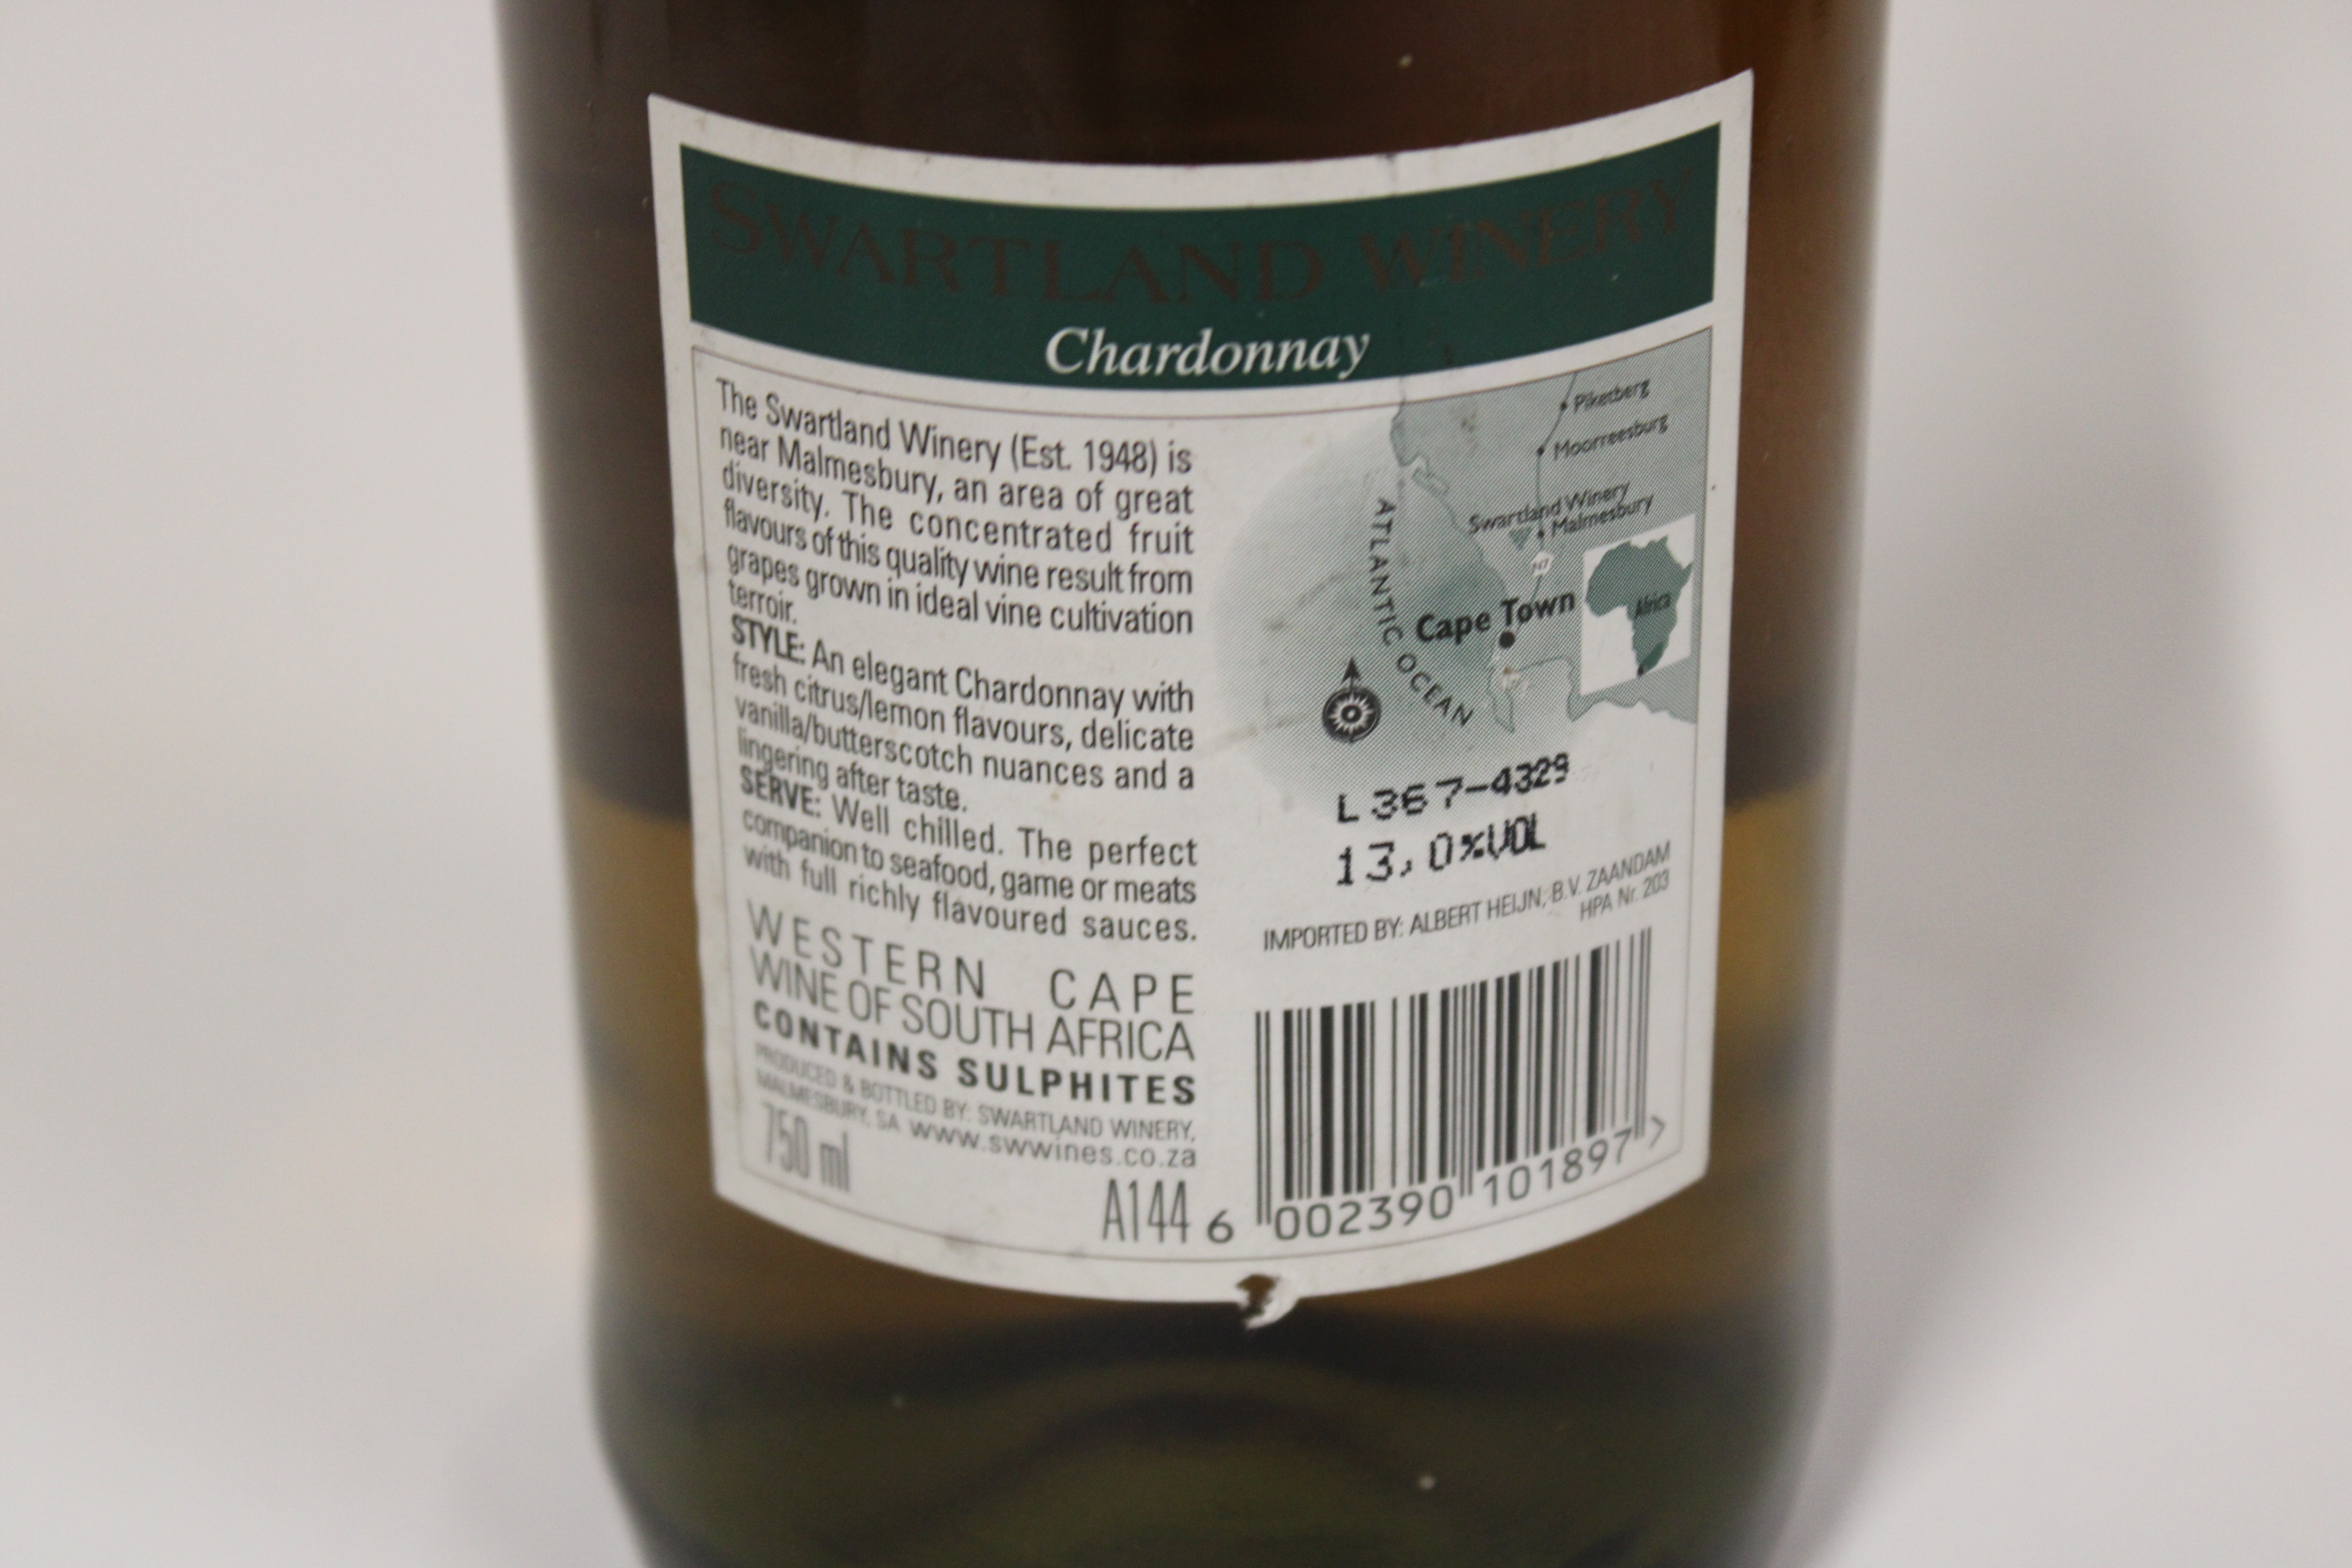 SWARTLAND WINERY
Chardonnay
The Swartland Winery (Est. 1948) is
near Malmesbury, an area of great
diversity. The concentrated fruit
flavours of this quality wine result from
grapes grown in ideal vine cultivation
terroir.
STYLE: An elegant Chardonnay with
fresh citrus/lemon flavours, delicate
vanilla/butterscotch nuances and a
lingering after taste.
SERVE: Well chilled. The perfect
companion to seafood, game or meats
with full richly flavoured sauces.
WESTERN CAPE
WINE OF SOUTH AFRICA
CONTAINS SULPHITES
PRODUCED & BOTTLED BY: SWARTLAND WINERY,
MALMESBURY, SA www.swwines.co.za
750 ml
A144
Piketberg
Moorreesburg
Swartland Winery
Malmesbury
ATLANTIC OCEAN
Cape Town
Africa
L367-4329
13,0%VOL
IMPORTED BY: ALBERT HEIJN, B.V. ZAANDAM
HPA Nr. 203
6 002390 101897 >